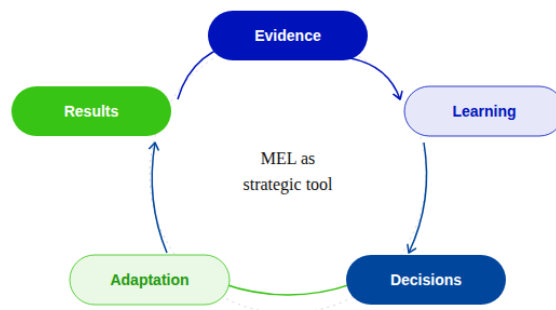 Evidence
Results
Learning
MEL as
strategic tool
Adaptation
Decisions